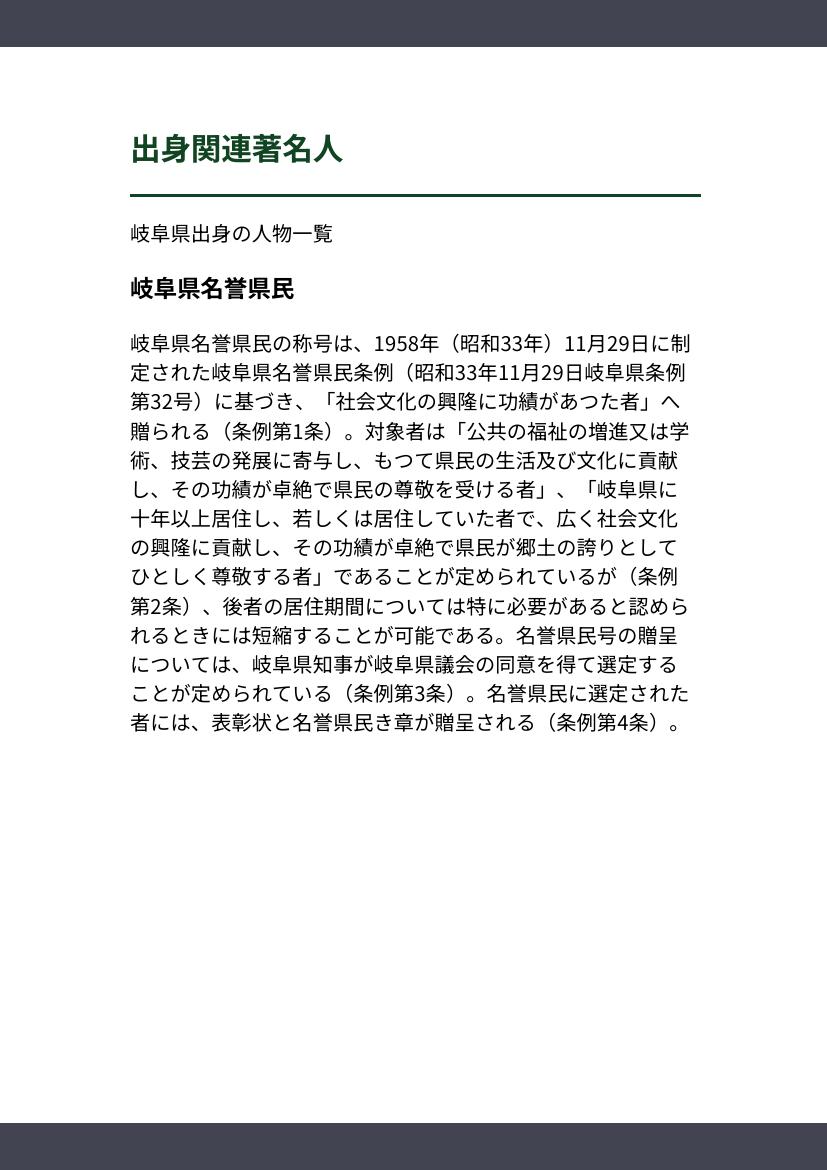 出身関連著名人
岐阜県出身の人物一覧
岐阜県名誉県民
岐阜県名誉県民の称号は、1958年（昭和33年）11月29日に制
定された岐阜県名誉県民条例（昭和33年11月29日岐阜県条例
第32号）に基づき、「社会文化の興隆に功績があつた者」へ
贈られる（条例第1条）。対象者は「公共の福祉の増進又は学
術、技芸の発展に寄与し、もつて県民の生活及び文化に貢献
し、その功績が卓絶で県民の尊敬を受ける者」、「岐阜県に
十年以上居住し、若しくは居住していた者で、広く社会文化
の興隆に貢献し、その功績が卓絶で県民が郷土の誇りとして
ひとしく尊敬する者」であることが定められているが（条例
第2条）、後者の居住期間については特に必要があると認めら
れるときには短縮することが可能である。名誉県民号の贈呈
については、岐阜県知事が岐阜県議会の同意を得て選定する
ことが定められている（条例第3条）。名誉県民に選定された
者には、表彰状と名誉県民き章が贈呈される（条例第4条）。